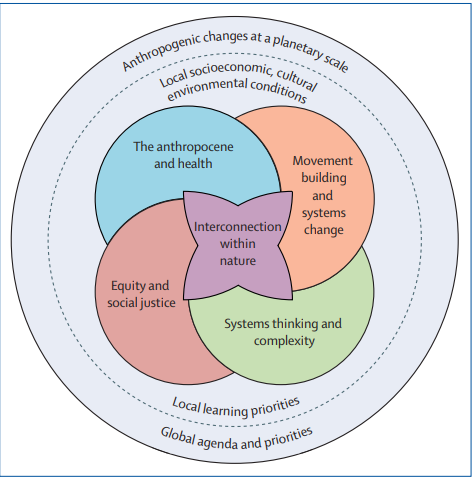 Anthropogenic changes at a planetary scale
Local socioeconomic, cultural
environmental conditions
The anthropocene
and health
Movement
building
and
systems
change
Interconnection
within
nature
Equity and
social justice
Systems thinking and
complexity
Local learning priorities
Global agenda and priorities